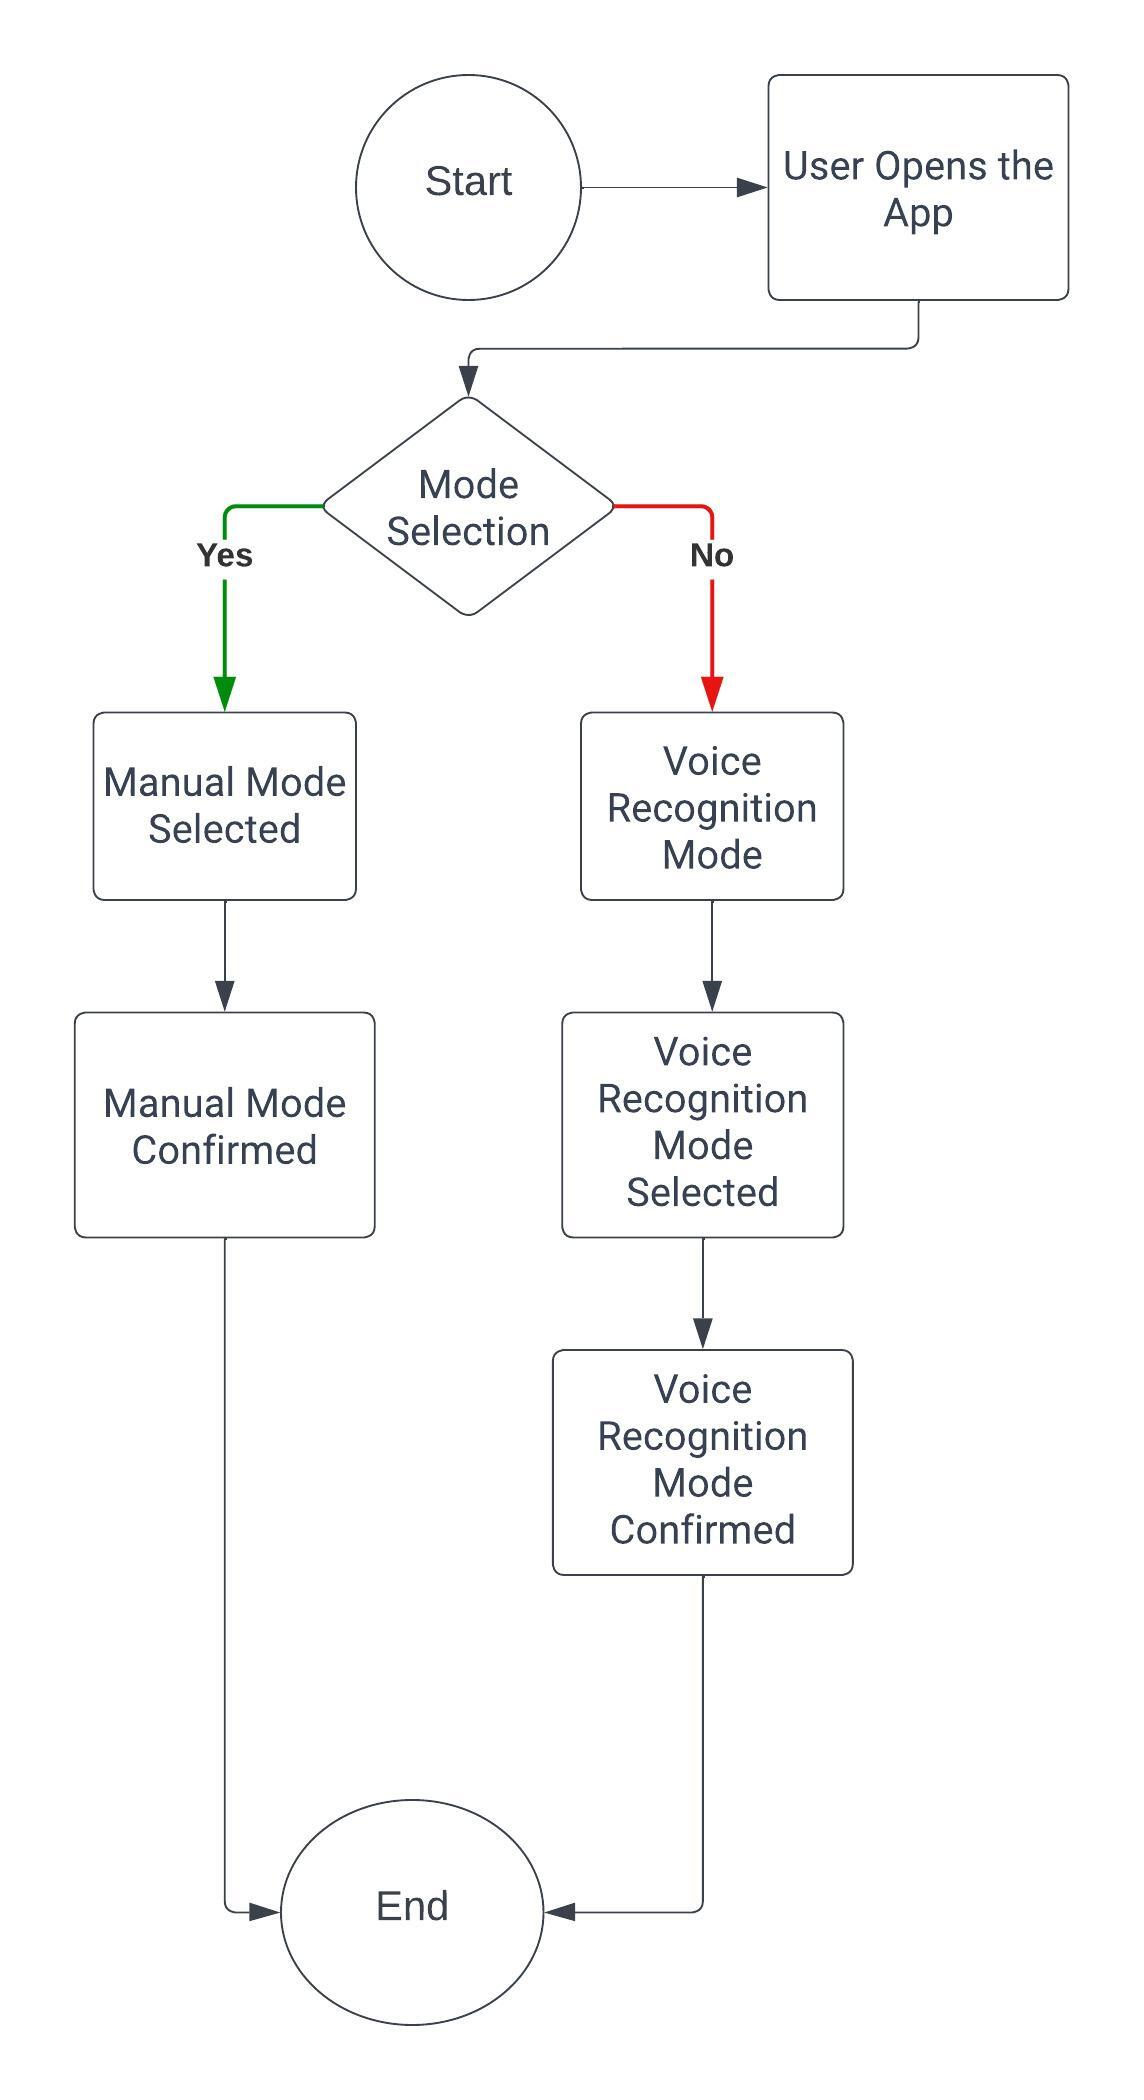 Start
User Opens the
App
Mode
Selection
Yes
No
Manual Mode
Selected
Voice
Recognition
Mode
Manual Mode
Confirmed
Voice
Recognition
Mode
Selected
Voice
Recognition
Mode
Confirmed
End